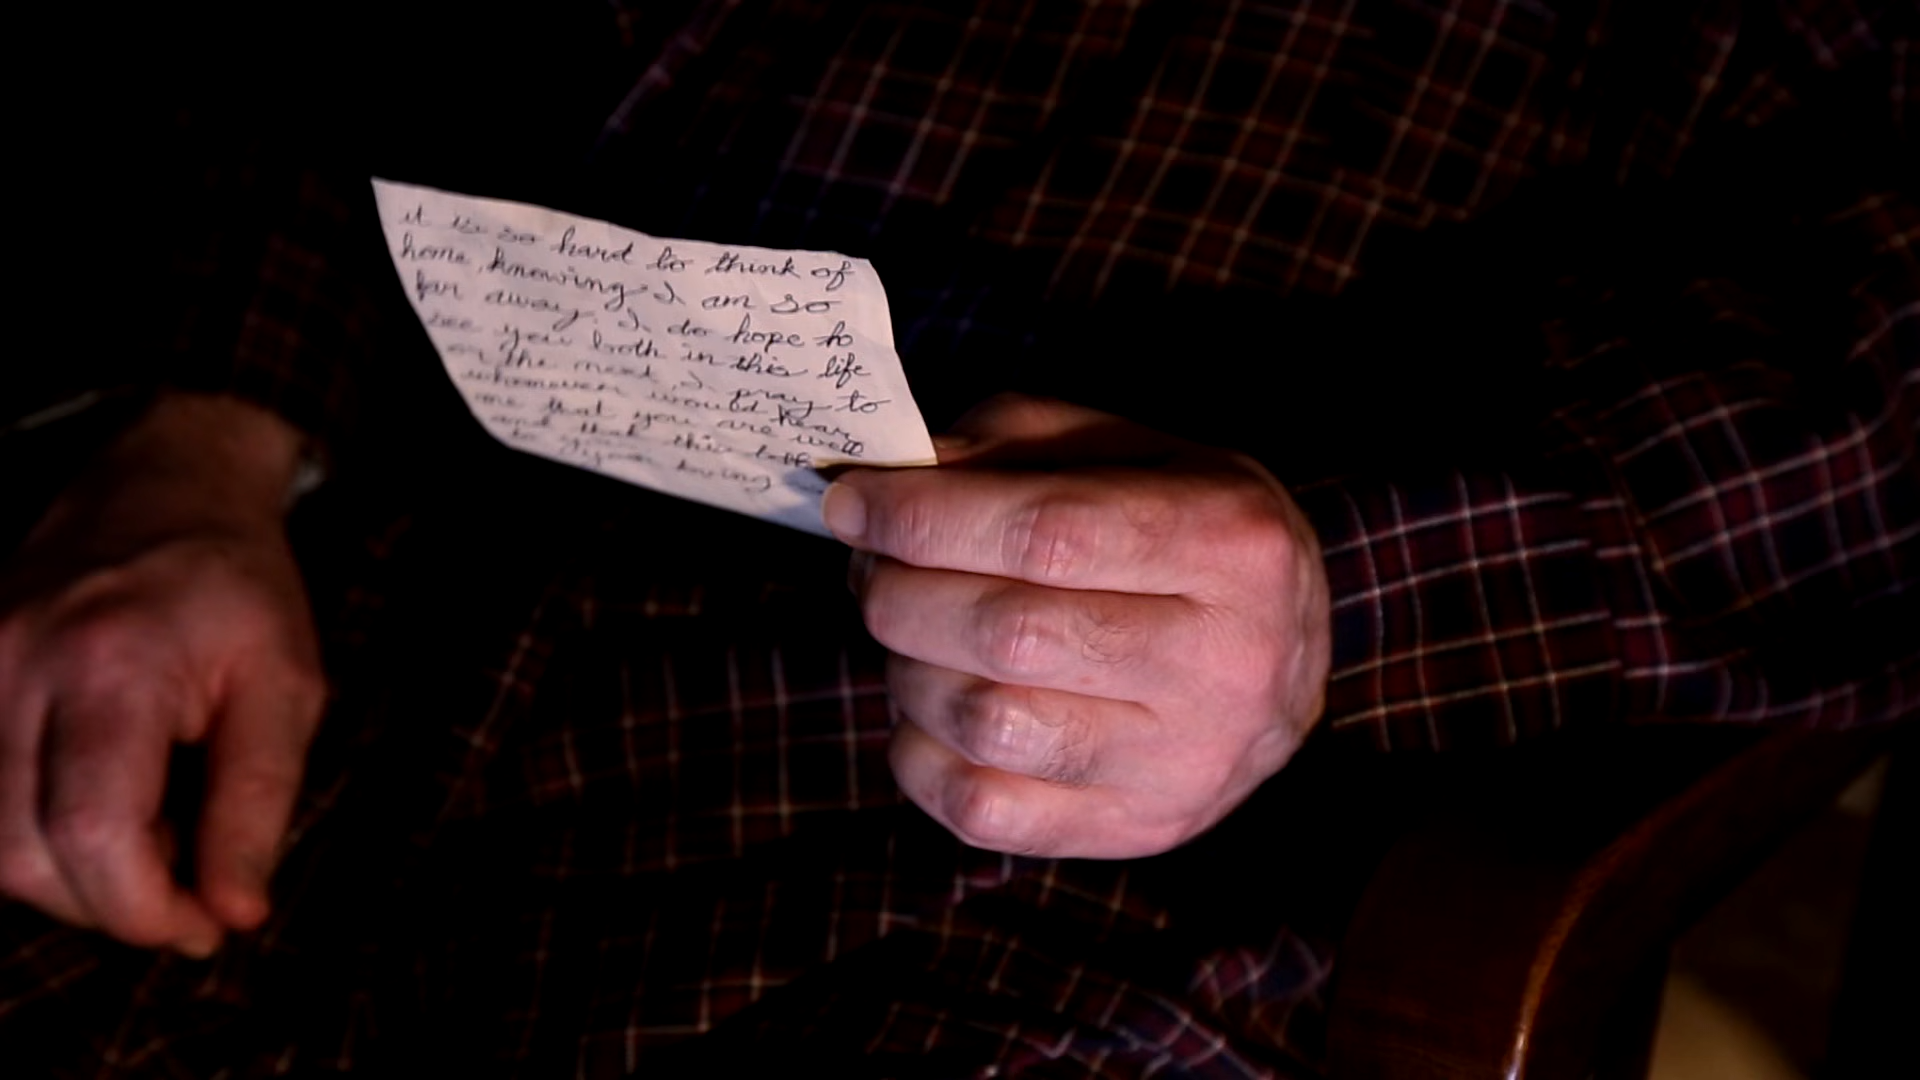 it is so hard to think of
home, knowing I am so
far away. I do hope to
see you both in this life
or the next, I pray to
whomever would hear
me that you are well
and that this
to your